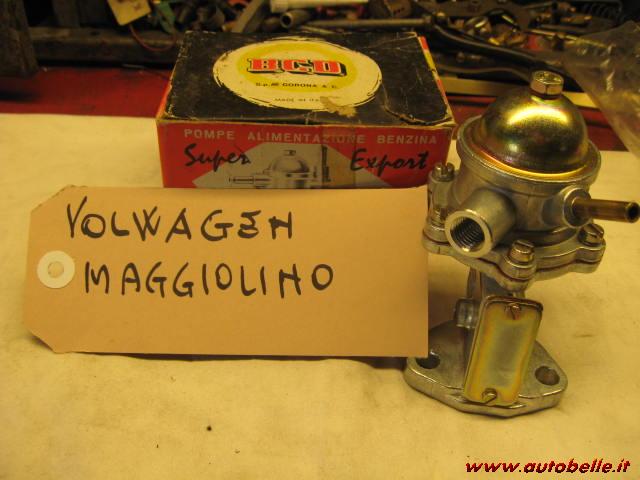 BCD
S.p.A. CORONA & C.
MADE IN ITALY
POMPE ALIMENTAZIONE BENZINA
Super Export
VOLWAGEN
MAGGIOLINO
www.autobelle.it